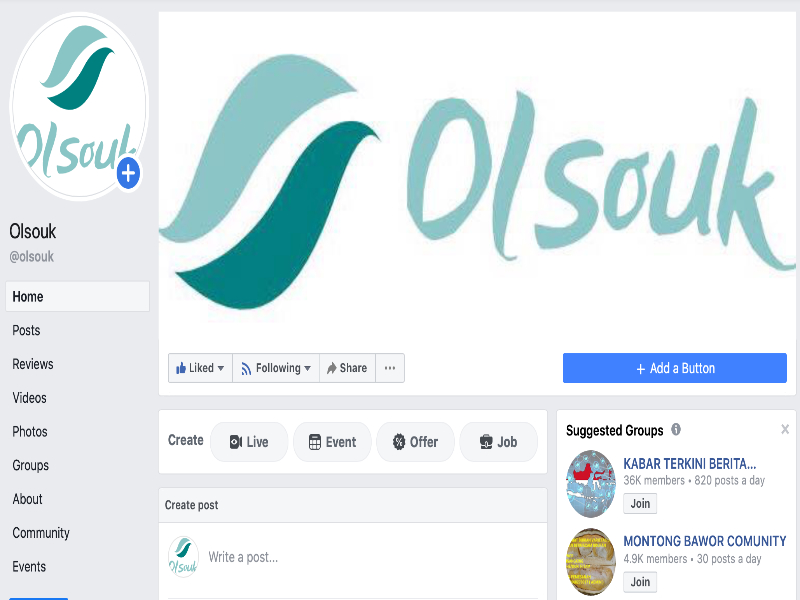 Olsouk
Olsouk
Olsouk
@olsouk
Home
Posts
Reviews
Videos
Photos
Groups
About
Community
Events
Liked
Following
Share
+ Add a Button
Create
Live
Event
Offer
Job
Create post
Olsouk
Write a post...
Suggested Groups
KABAR TERKINI BERITA...
36K members • 820 posts a day
Join
MONTONG BAWOR COMUNITY
4.9K members • 30 posts a day
Join